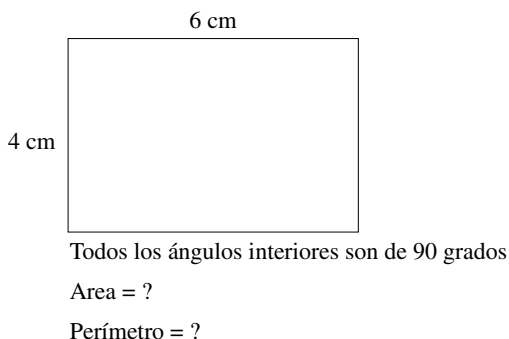 6 cm
4 cm
Todos los ángulos interiores son de 90 grados
Area = ?
Perímetro = ?